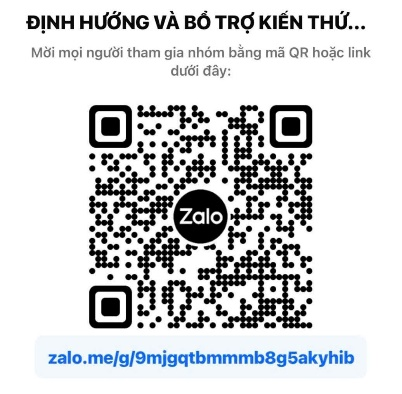 ĐỊNH HƯỚNG VÀ BỔ TRỢ KIẾN THỨ...
Mời mọi người tham gia nhóm bằng mã QR hoặc link
dưới đây:
Zalo
zalo.me/g/9mjgqtbmmmb8g5akyhib